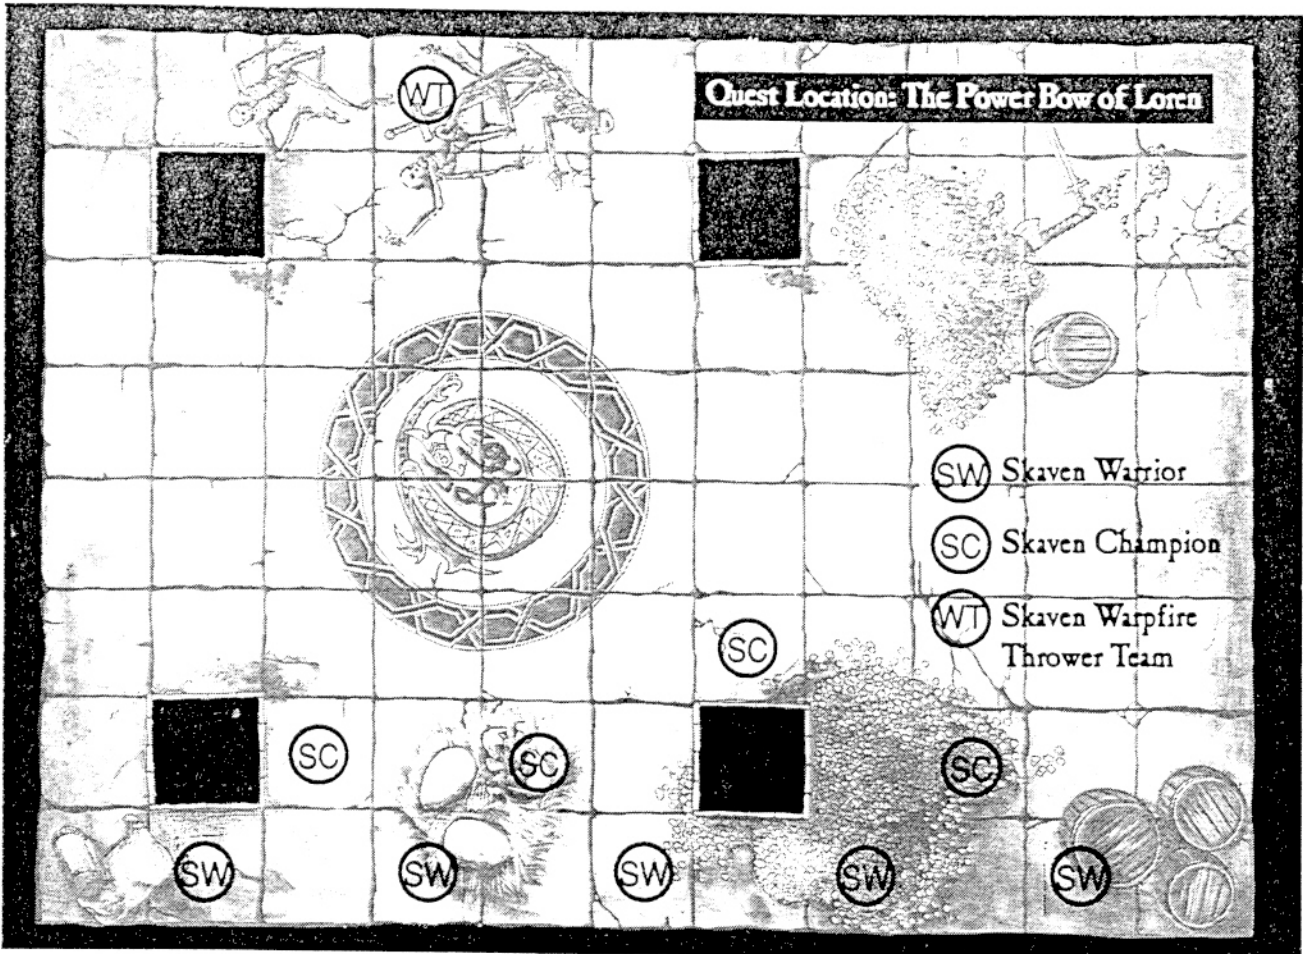 WT
Quest Location: The Power Bow of Loren
SW Skaven Warrior
SC Skaven Champion
WT Skaven Warpfire
Thrower Team
SC
SC
SC
SC
SW
SW
SW
SW
SW